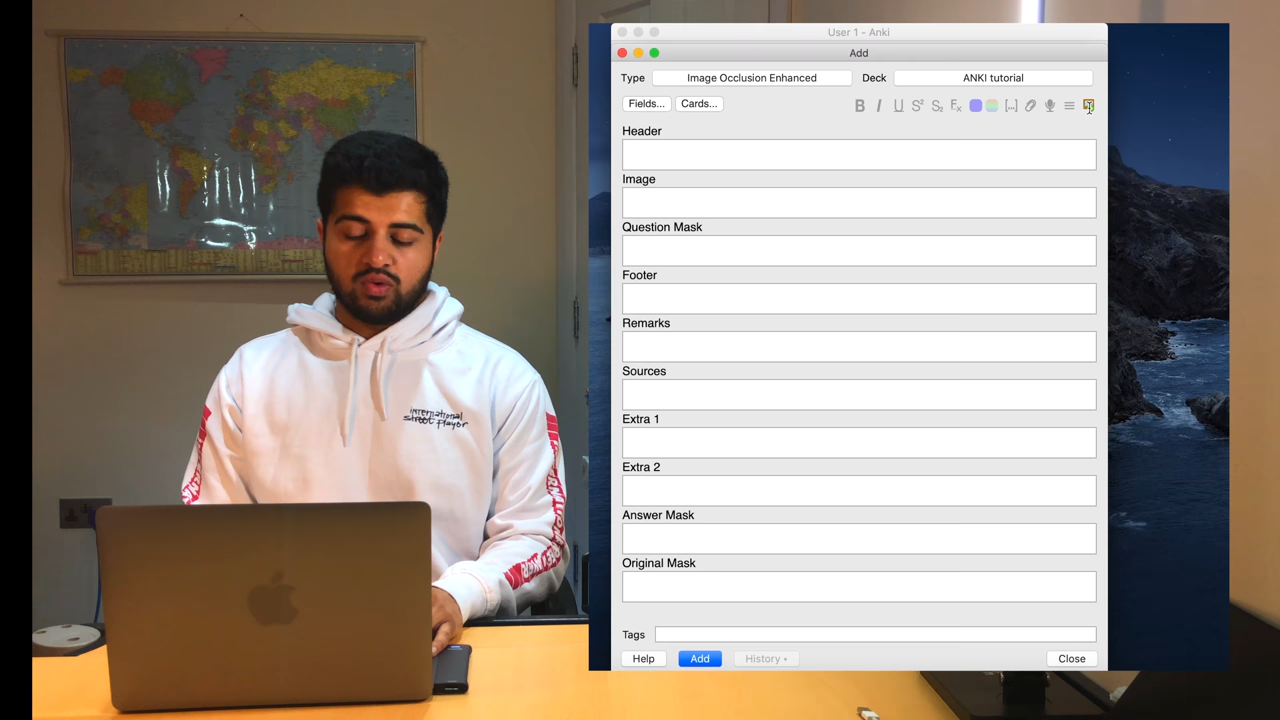 User 1 - Anki
Add
Type Image Occlusion Enhanced Deck ANKI tutorial
Fields... Cards...
Header
Image
Question Mask
Footer
Remarks
Sources
Extra 1
Extra 2
Answer Mask
Original Mask
Tags
Help Add History Close
international
street player